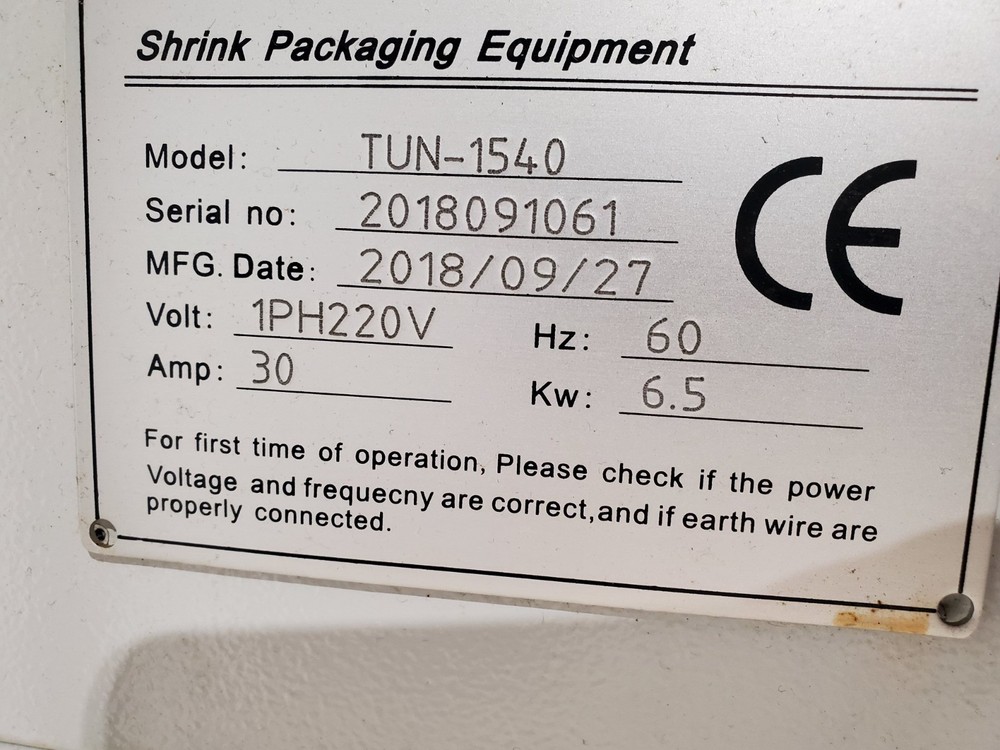 Shrink Packaging Equipment
Model: TUN-1540
Serial no: 2018091061
MFG. Date: 2018/09/27
Volt: 1PH220V Hz: 60
Amp: 30 Kw: 6.5
CE
For first time of operation, Please check if the power
Voltage and frequecny are correct,and if earth wire are
properly connected.